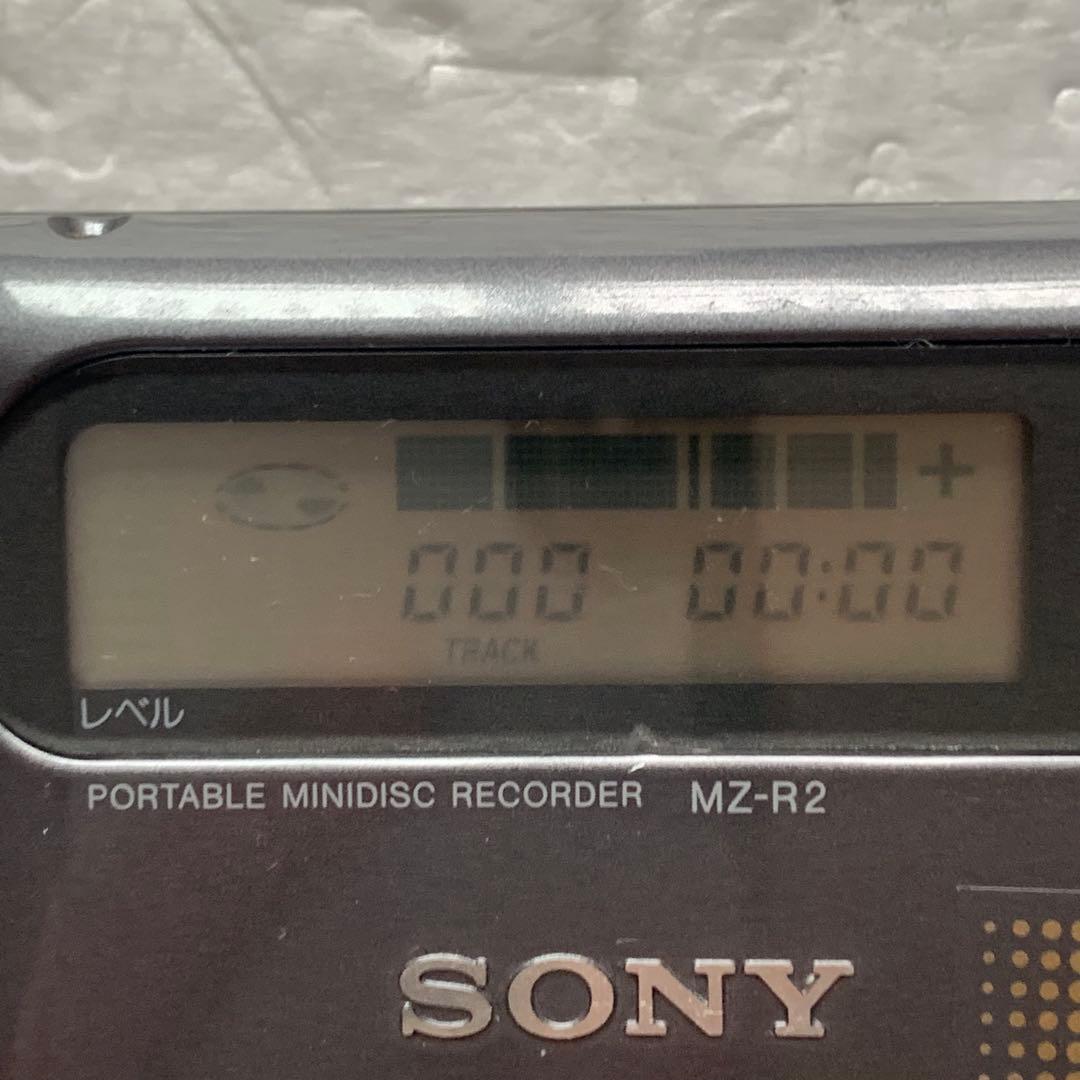 +
000 00:00
TRACK
レベル
PORTABLE MINIDISC RECORDER MZ-R2
SONY